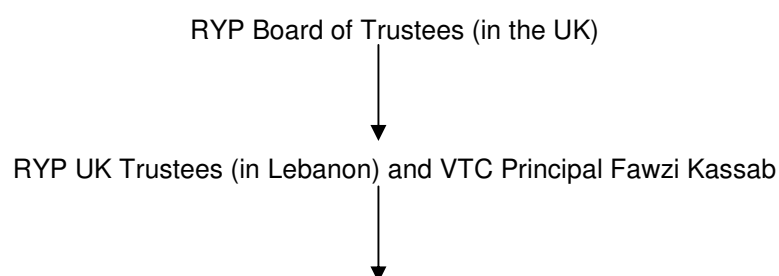 RYP Board of Trustees (in the UK)
RYP UK Trustees (in Lebanon) and VTC Principal Fawzi Kassab